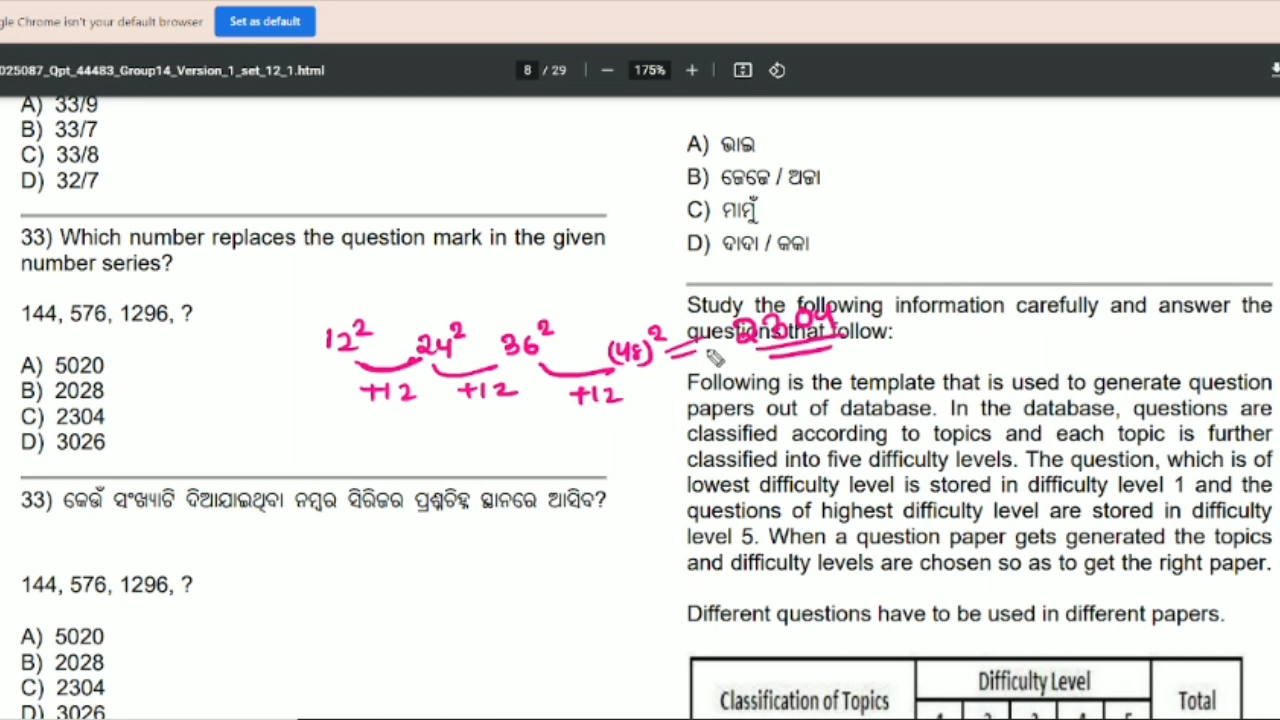 gle Chrome isn't your default browser Set as default
025087_Qpt_44483_Group14_Version_1_set_12_1.html 8 / 29 175%
A) 33/9
B) 33/7
C) 33/8
D) 32/7
33) Which number replaces the question mark in the given
number series?
144, 576, 1296, ?
A) 5020
B) 2028
C) 2304
D) 3026
12² 24² 36² (48)² = 2304
+12 +12 +12
33) କେଉଁ ସଂଖ୍ୟାଟି ଦିଆଯାଇଥିବା ନମ୍ବର ସିରିଜର ପ୍ରଶ୍ନଚିହ୍ନ ସ୍ଥାନରେ ଆସିବ?
144, 576, 1296, ?
A) 5020
B) 2028
C) 2304
D) 3026
A) ଭାଇ
B) ଜେଜେ / ଅଜା
C) ମାମୁଁ
D) ଦାଦା / କକା
Study the following information carefully and answer the
questions that follow:
Following is the template that is used to generate question
papers out of database. In the database, questions are
classified according to topics and each topic is further
classified into five difficulty levels. The question, which is of
lowest difficulty level is stored in difficulty level 1 and the
questions of highest difficulty level are stored in difficulty
level 5. When a question paper gets generated the topics
and difficulty levels are chosen so as to get the right paper.
Different questions have to be used in different papers.
Classification of Topics Difficulty Level Total
1 2 3 4 5